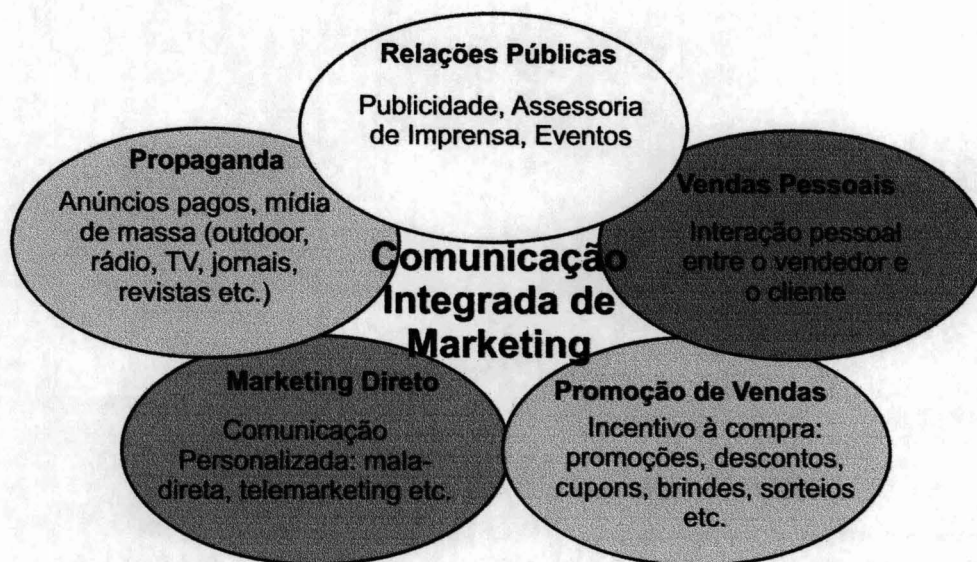 Relações Públicas
Publicidade, Assessoria
de Imprensa, Eventos
Propaganda
Anúncios pagos, mídia
de massa (outdoor,
rádio, TV, jornais,
revistas etc.)
Vendas Pessoais
Interação pessoal
entre o vendedor e
o cliente
Comunicação
Integrada de
Marketing
Marketing Direto
Comunicação
Personalizada: mala-
direta, telemarketing etc.
Promoção de Vendas
Incentivo à compra:
promoções, descontos,
cupons, brindes, sorteios
etc.